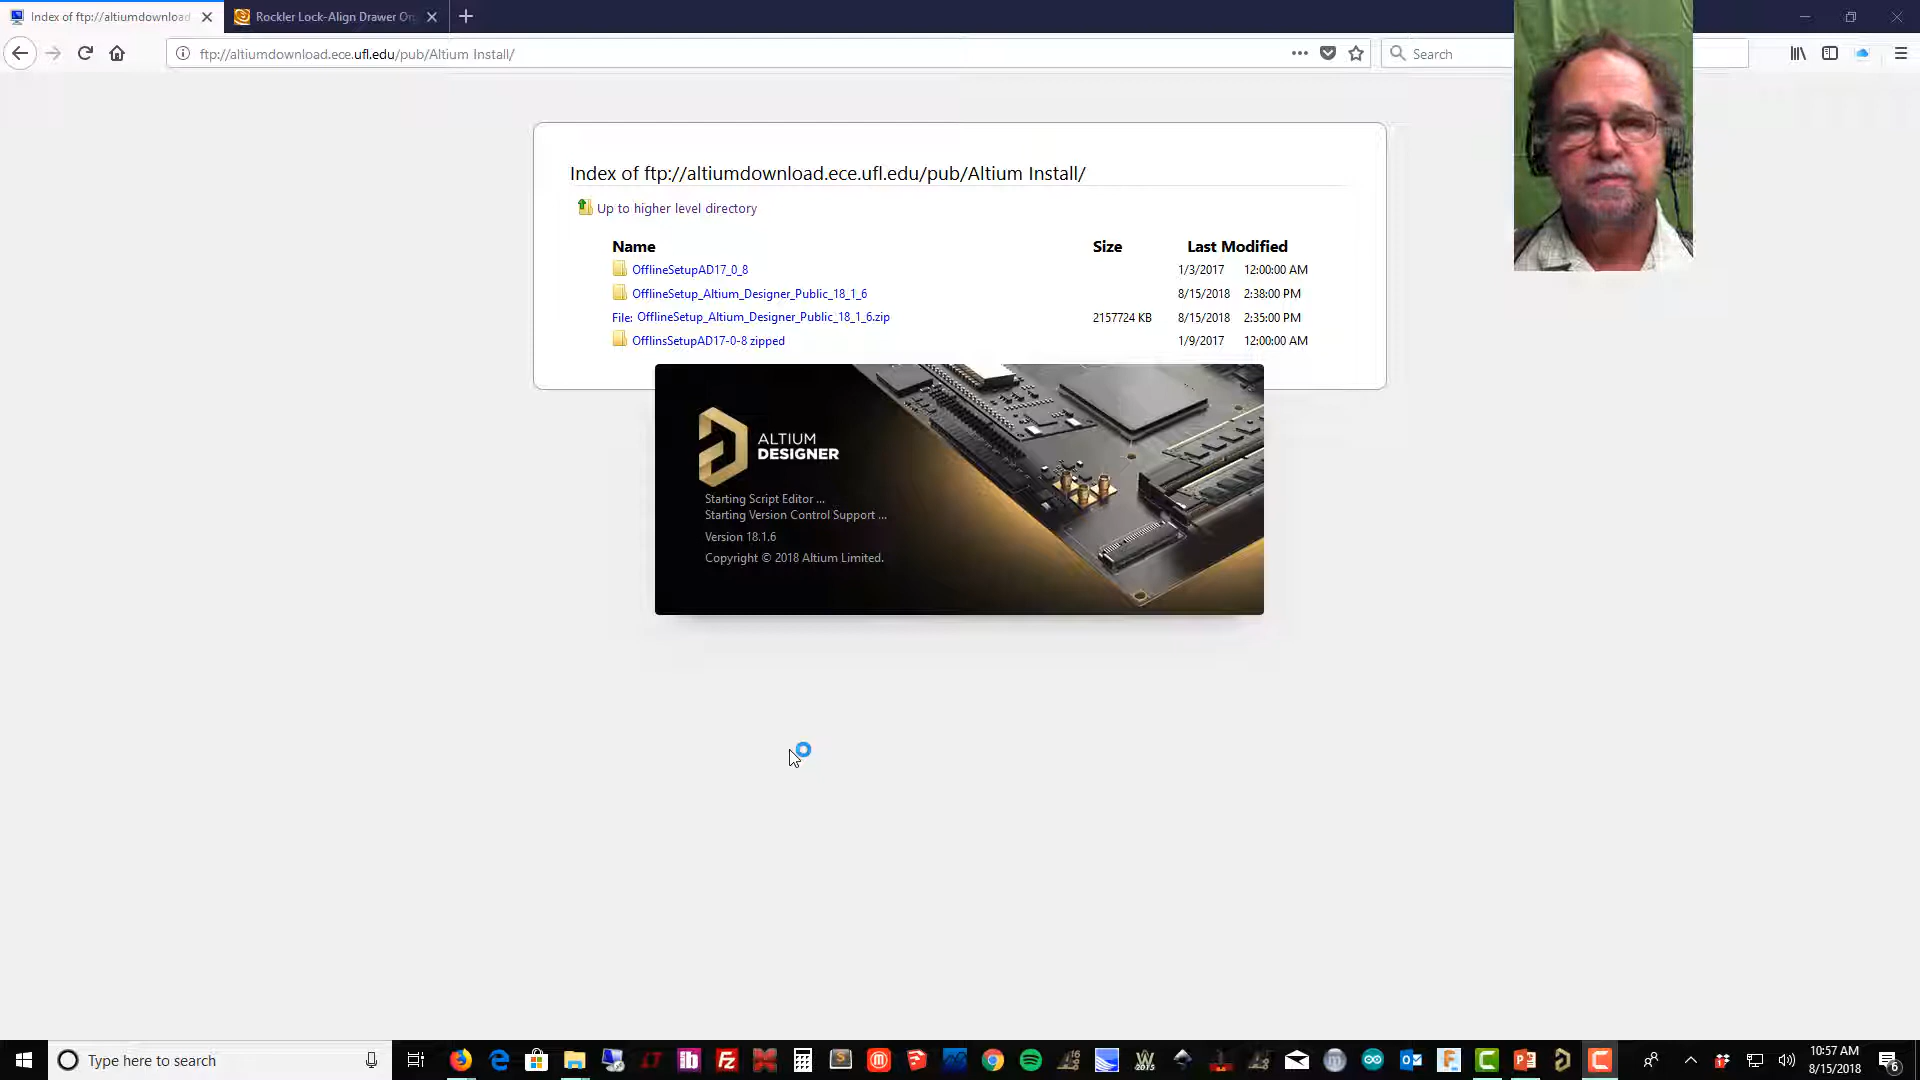 Index of ftp://altiumdownload
Rockler Lock-Align Drawer Or
ftp://altiumdownload.ece.ufl.edu/pub/Altium Install/
Search
Index of ftp://altiumdownload.ece.ufl.edu/pub/Altium Install/
Up to higher level directory
Name Size Last Modified
OfflineSetupAD17_0_8 1/3/2017 12:00:00 AM
OfflineSetup_Altium_Designer_Public_18_1_6 8/15/2018 2:38:00 PM
File: OfflineSetup_Altium_Designer_Public_18_1_6.zip 2157724 KB 8/15/2018 2:35:00 PM
OfflinsSetupAD17-0-8 zipped 1/9/2017 12:00:00 AM
ALTIUM
DESIGNER
Starting Script Editor ...
Starting Version Control Support ...
Version 18.1.6
Copyright © 2018 Altium Limited.
Type here to search
10:57 AM
8/15/2018
6